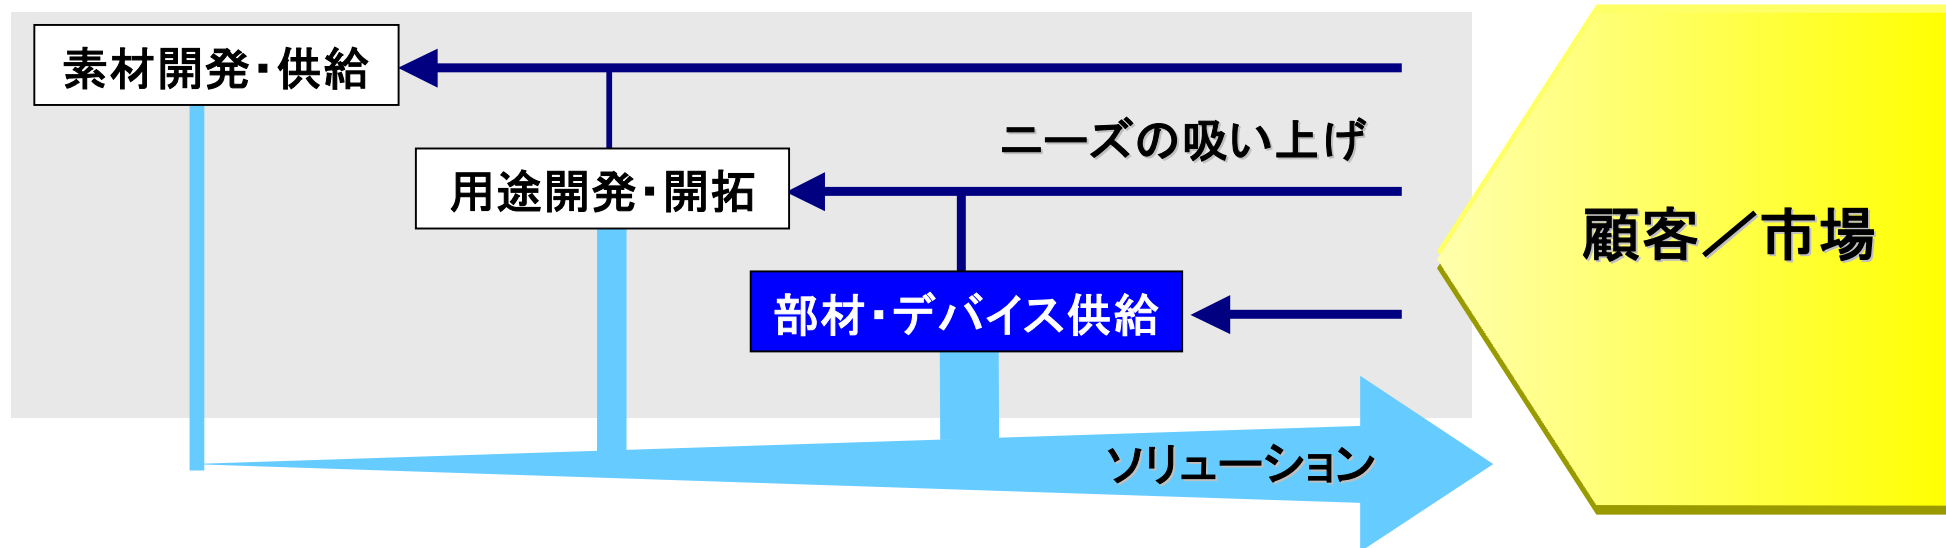 素材開発・供給
ニーズの吸い上げ
用途開発・開拓
顧客／市場
部材・デバイス供給
ソリューション